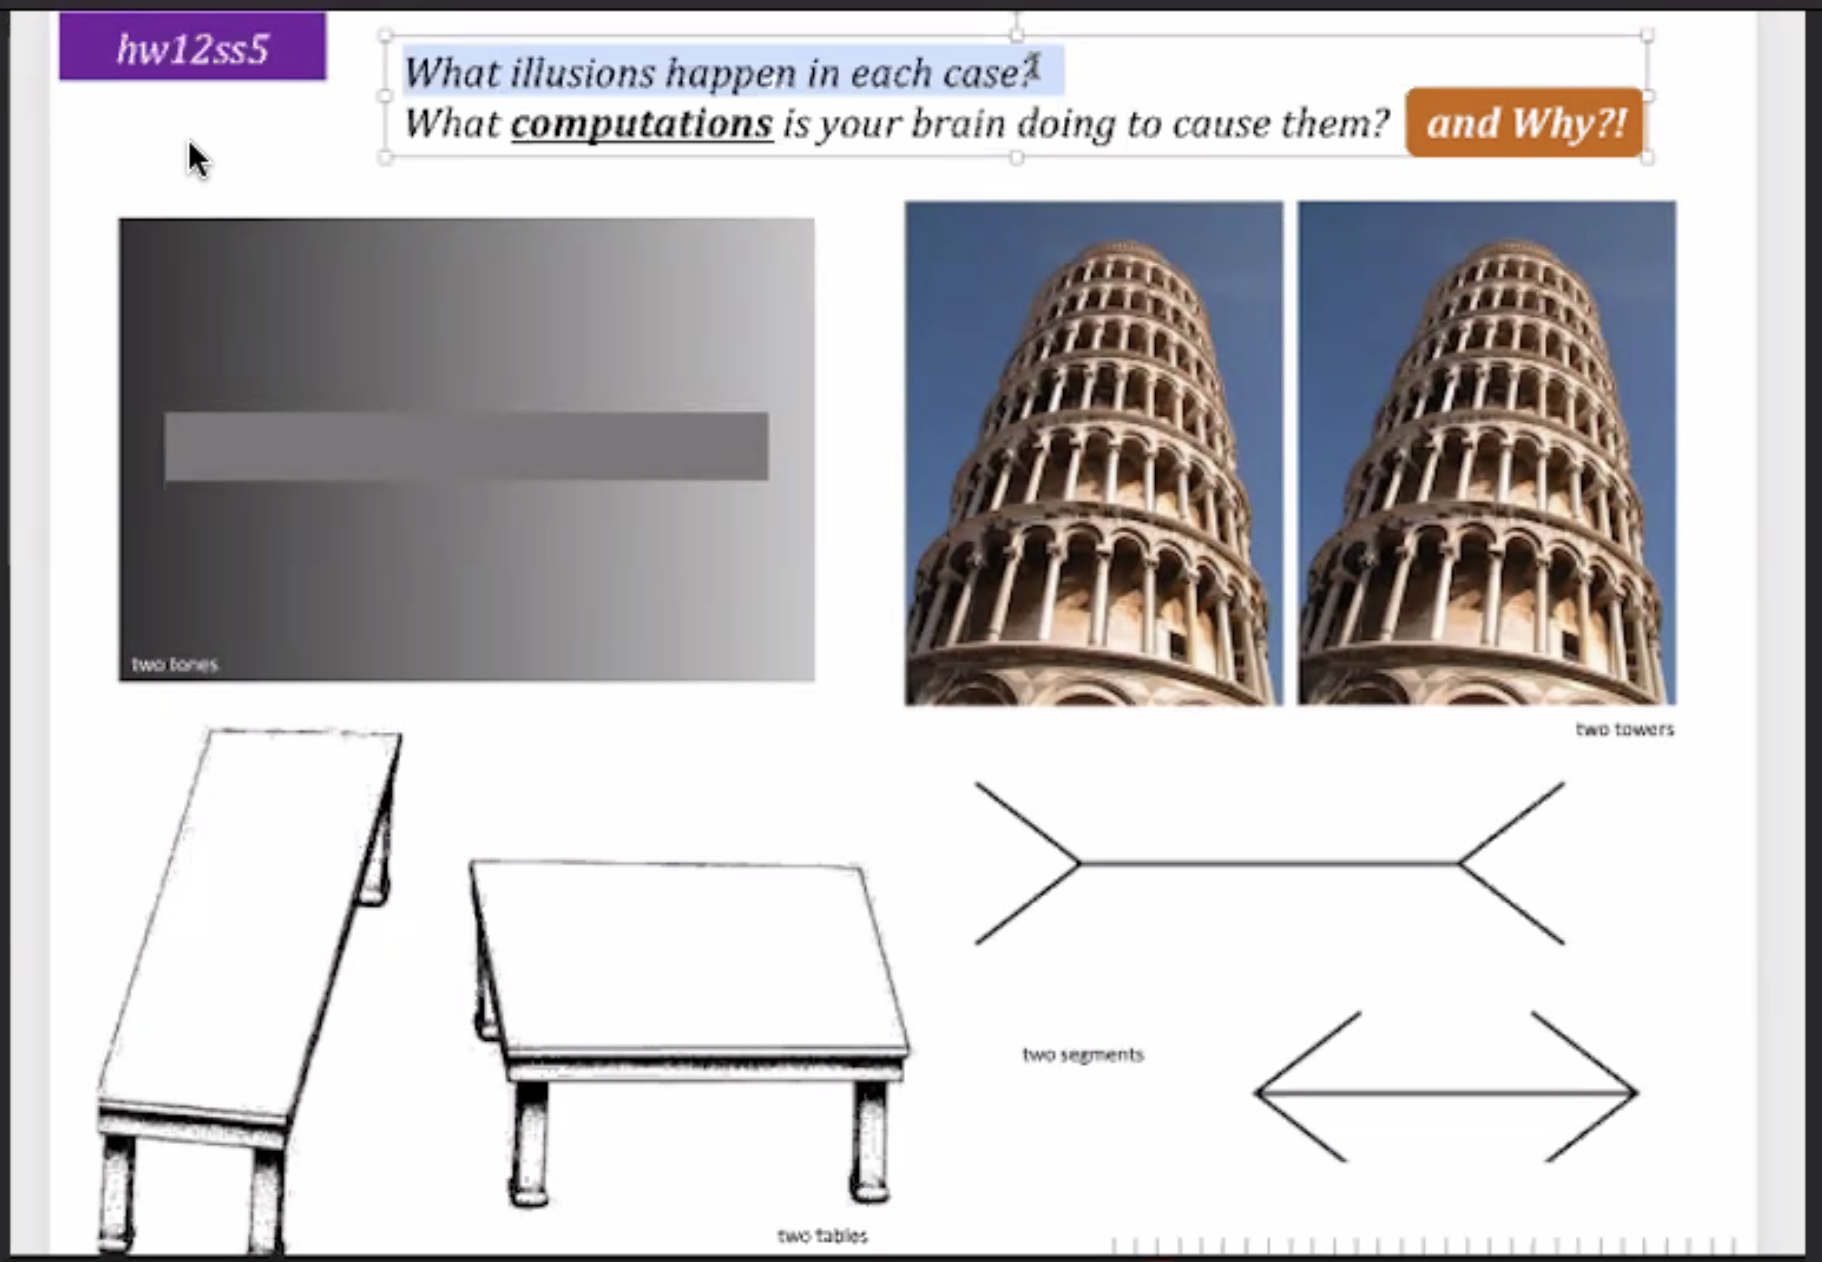 hw12ss5
What illusions happen in each case?
What computations is your brain doing to cause them? and Why?!
two tones
two towers
two segments
two tables